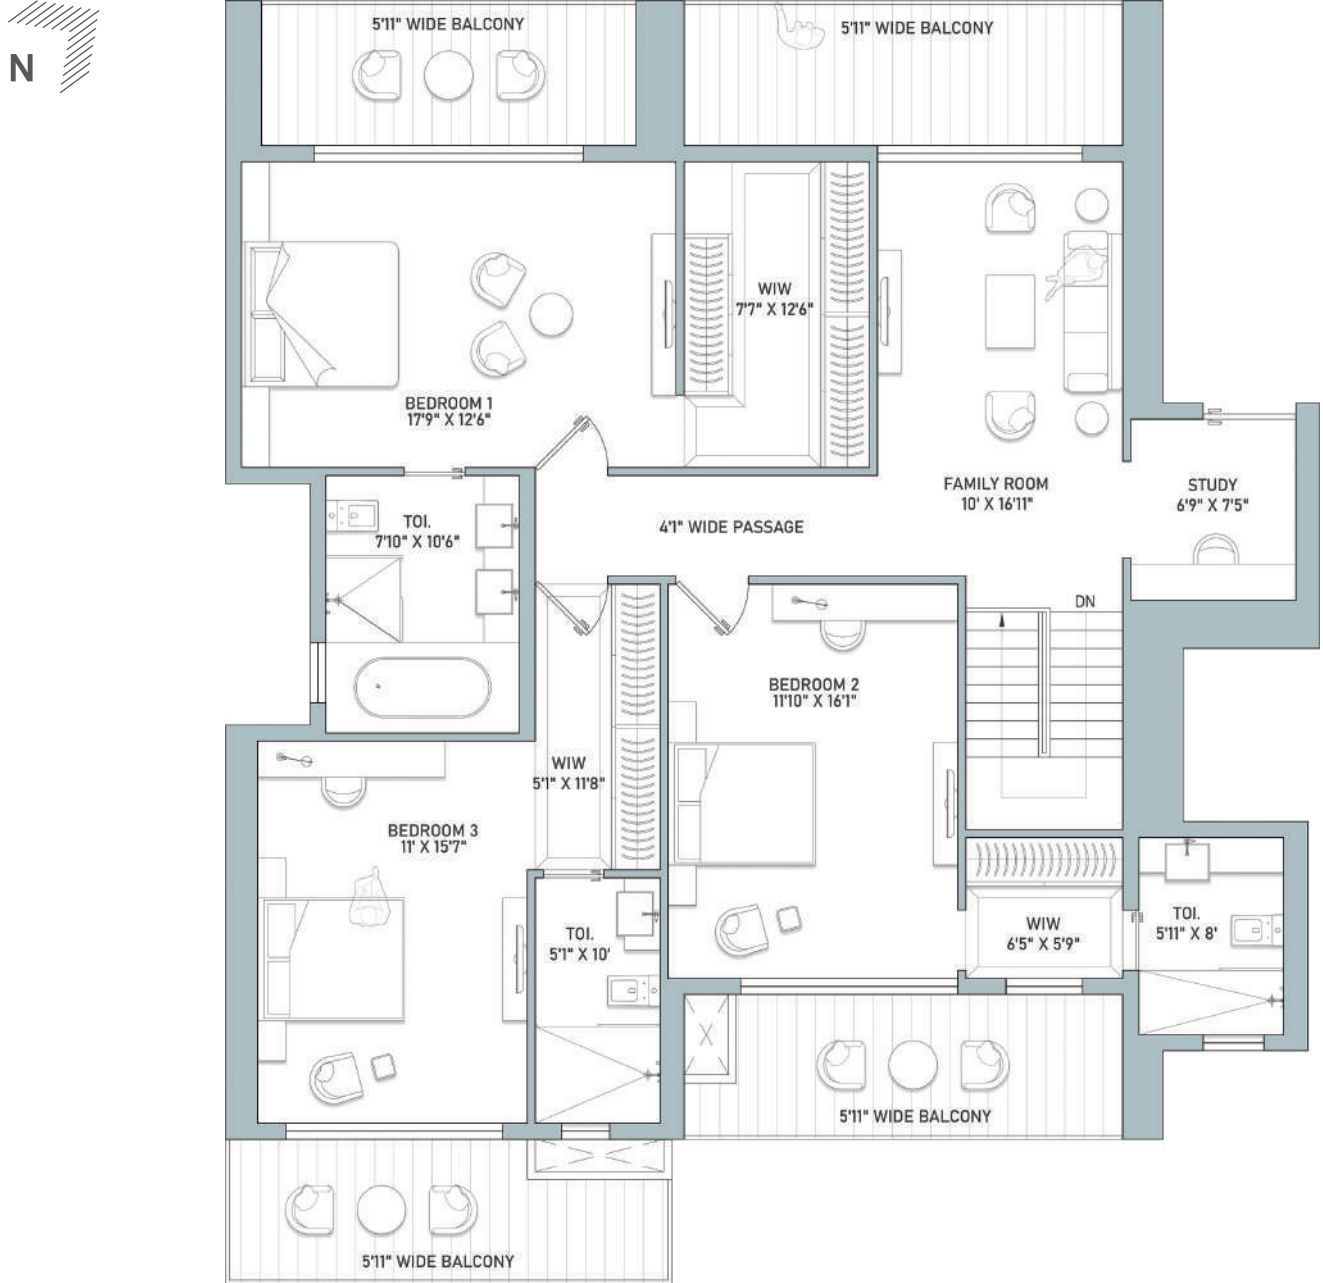 5'11" WIDE BALCONY
5'11" WIDE BALCONY
N
WIW
7'7" X 12'6"
BEDROOM 1
17'9" X 12'6"
FAMILY ROOM
10' X 16'11"
STUDY
6'9" X 7'5"
TOI.
7'10" X 10'6"
4'1" WIDE PASSAGE
DN
BEDROOM 2
11'10" X 16'1"
WIW
5'1" X 11'8"
BEDROOM 3
11' X 15'7"
TOI.
5'1" X 10'
WIW
6'5" X 5'9"
TOI.
5'11" X 8'
5'11" WIDE BALCONY
5'11" WIDE BALCONY